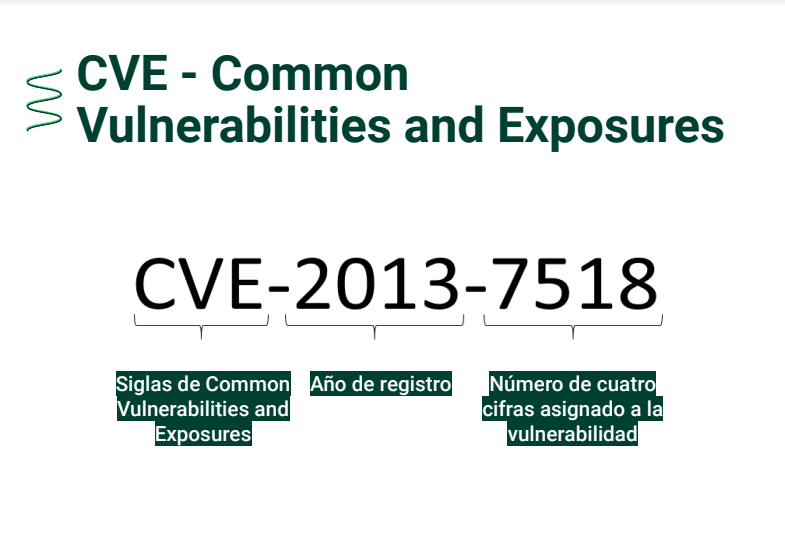 CVE - Common
Vulnerabilities and Exposures
CVE-2013-7518
Siglas de Common
Vulnerabilities and
Exposures
Año de registro
Número de cuatro
cifras asignado a la
vulnerabilidad